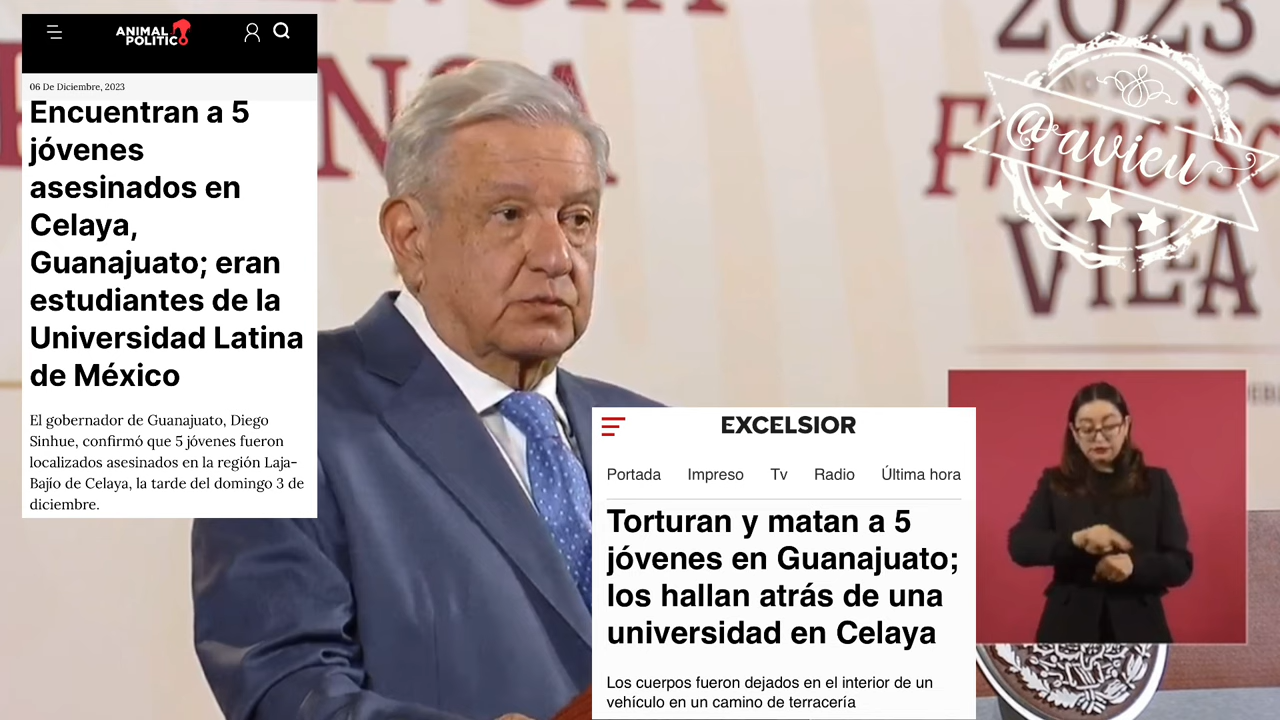 ANIMAL
POLITICO
06 De Diciembre, 2023
Encuentran a 5
jóvenes
asesinados en
Celaya,
Guanajuato; eran
estudiantes de la
Universidad Latina
de México
El gobernador de Guanajuato, Diego
Sinhue, confirmó que 5 jóvenes fueron
localizados asesinados en la región Laja-
Bajío de Celaya, la tarde del domingo 3 de
diciembre.
2023
Francisco
VILLA
@avieu
EXCELSIOR
Portada Impreso Tv Radio Última hora
Torturan y matan a 5
jóvenes en Guanajuato;
los hallan atrás de una
universidad en Celaya
Los cuerpos fueron dejados en el interior de un
vehículo en un camino de terracería